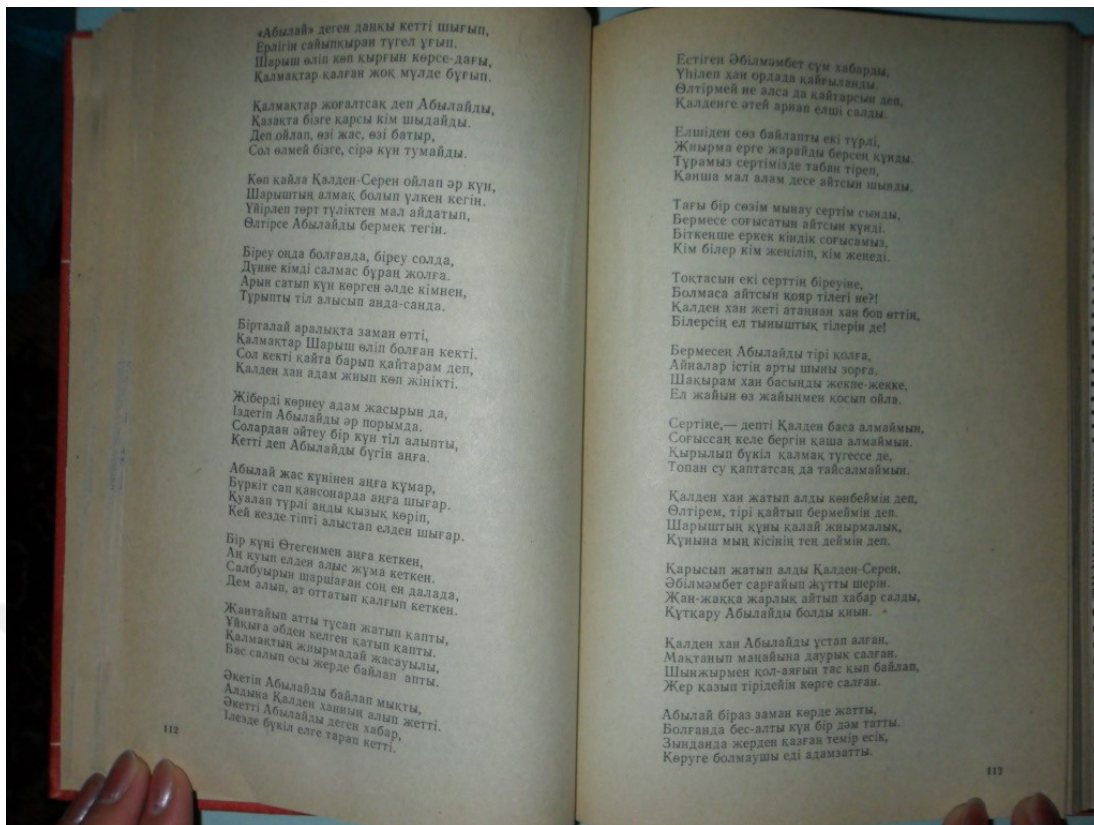 «Абылай» деген данқы кетті шығып,
Ерлігін сайыпқыран түгел ұғып.
Шарыш өліп көп қырғын көрсе-дағы,
Қалмақтар қалған жоқ мүлде бұғып.
Қалмақтар жоғалтсақ деп Абылайды,
Қазақта бізге қарсы кім шыдайды.
Деп ойлап, өзі жас, өзі батыр,
Сол өлмей бізге, сірә күн тумайды.
Көп қайла Қалден-Серен ойлап әр күн,
Шарыштың алмақ болып үлкен кегін.
Үйірлеп төрт түліктен мал айдатып,
Өлтірсе Абылайды бермек тегін.
Біреу оңда болғанда, біреу солда,
Дүние кімді салмас бұраң жолға.
Арын сатып күн көрген әлде кімнен,
Тұрыпты тіл алысып анда-санда.
Бірталай аралықта заман өтті,
Қалмақтар Шарыш өліп болған кекті.
Сол кекті қайта барып қайтарам деп,
Қалден хан адам жиып көп жінікті.
Жіберді көрнеу адам жасырын да,
Іздетіп Абылайды әр порымда.
Солардан әйтеу бір күн тіл алыпты,
Кетті деп Абылайды бүгін аңға.
Абылай жас күнінен аңға құмар,
Бүркіт сап қансонарда аңға шығар.
Қуалап түрлі аңды қызық көріп,
Кей кезде тіпті алыстап елден шығар.
Бір күні Өтегенмен аңға кеткен,
Аң қуып елден алыс жұма кеткен.
Салбуырын шаршаған соң ен далада,
Дем алып, ат оттатып қалғып кеткен.
Жантайып атты тұсап жатып қапты,
Ұйқыға әбден келген қатып қапты.
Қалмақтың жиырмадай жасауылы,
Бас салып осы жерде байлап апты.
Әкетіп Абылайды байлап мықты,
Алдына Қалден ханның алып жетті.
Әкетті Абылайды деген хабар,
Ілезде бүкіл елге тарап кетті.
112
Естіген Әбілмәмбет сұм хабарды,
Үһілеп хан ордада қайғыланды.
Өлтірмей не алса да қайтарсын деп,
Қалденге әтей арнап елші салды.
Елшіден сөз байлапты екі түрлі,
Жиырма ерге жарайды берсең құнды.
Тұрамыз сертімізде табан тіреп,
Қанша мал алам десе айтсын шынды.
Тағы бір сөзім мынау сертім сынды,
Бермесе соғысатын айтсын күнді.
Біткенше еркек кіндік соғысамыз,
Кім білер кім жеңіліп, кім жеңеді.
Тоқтасын екі серттің біреуіне,
Болмаса айтсын қояр тілегі не?!
Қалден хан жеті атаңнан хан боп өттің,
Білерсің ел тыныштық тілерің де!
Бермесең Абылайды тірі қолға,
Айналар істің арты шыны зорға.
Шақырам хан басыңды жекпе-жекке,
Ел жайын өз жайыңмен қосып ойла.
Сертіңе,— депті Қалден баса алмаймын,
Соғыссаң келе бергін қаша алмаймын.
Қырылып бүкіл қалмақ түгессе де,
Топан су қаптатсаң да тайсалмаймын.
Қалден хан жатып алды көнбеймін деп,
Өлтірем, тірі қайтып бермеймін деп.
Шарыштың құны қалай жиырмалық,
Құнына мың кісінің тең деймін деп.
Қарысып жатып алды Қалден-Серен,
Әбілмәмбет сарғайып жұтты шерін.
Жан-жаққа жарлық айтып хабар салды,
Құтқару Абылайды болды қиын.
Қалден хан Абылайды ұстап алған,
Мақтанып маңайына даурық салған.
Шынжырмен қол-аяғын тас қып байлап,
Жер қазып тірідейін көрге салған.
Абылай біраз заман көрде жатты,
Болғанда бес-алты күн бір дәм татты.
Зынданда жерден қазған темір есік,
Көруге болмаушы еді адамзатты.
113